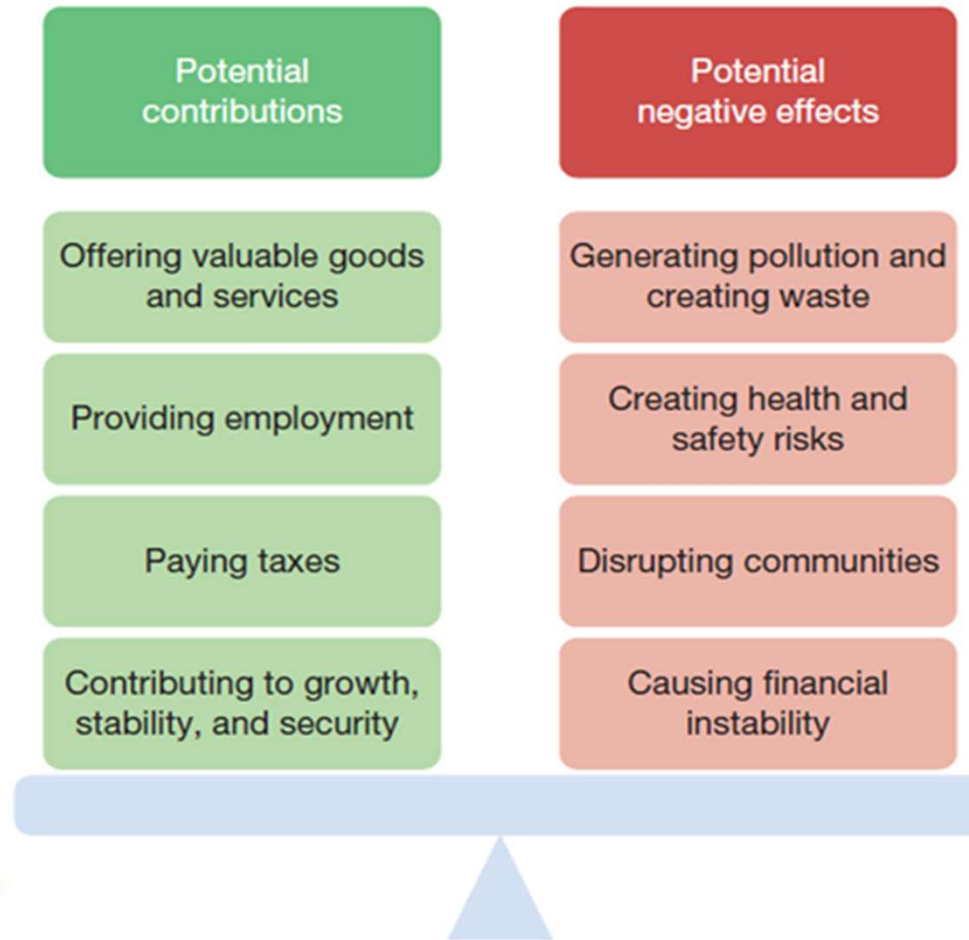 Potential
contributions
Offering valuable goods
and services
Providing employment
Paying taxes
Contributing to growth,
stability, and security
Potential
negative effects
Generating pollution and
creating waste
Creating health and
safety risks
Disrupting communities
Causing financial
instability